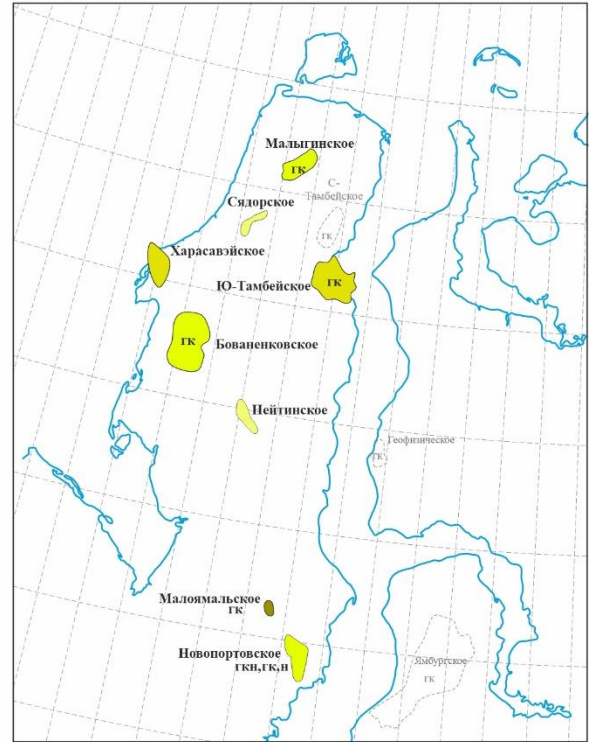 Малыгинское
ГК
С-
Тамбейское
ГК
Сядорское
Харасавэйское
Ю-Тамбейское
ГК
ГК
Бованенковское
Нейтинское
Геофизическое
ГК
Малоямальское
ГК
Новопортовское
ГКН,ГК,Н
Ямбургское
ГК